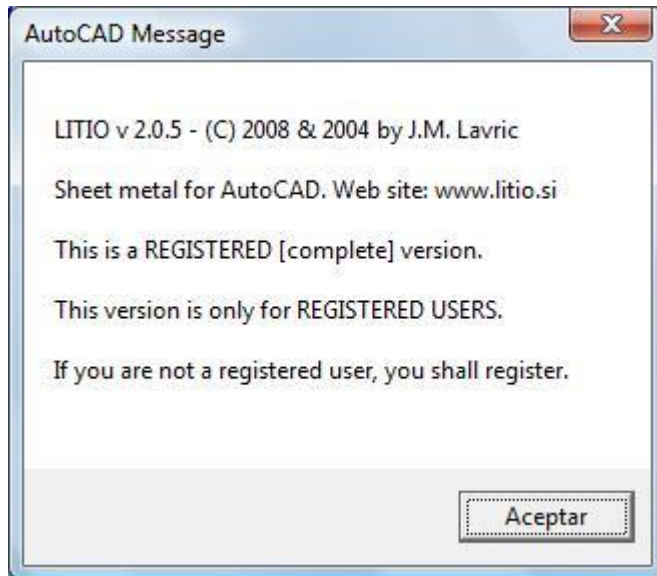 AutoCAD Message
LITIO v 2.0.5 - (C) 2008 & 2004 by J.M. Lavric
Sheet metal for AutoCAD. Web site: www.litio.si
This is a REGISTERED [complete] version.
This version is only for REGISTERED USERS.
If you are not a registered user, you shall register.
Aceptar